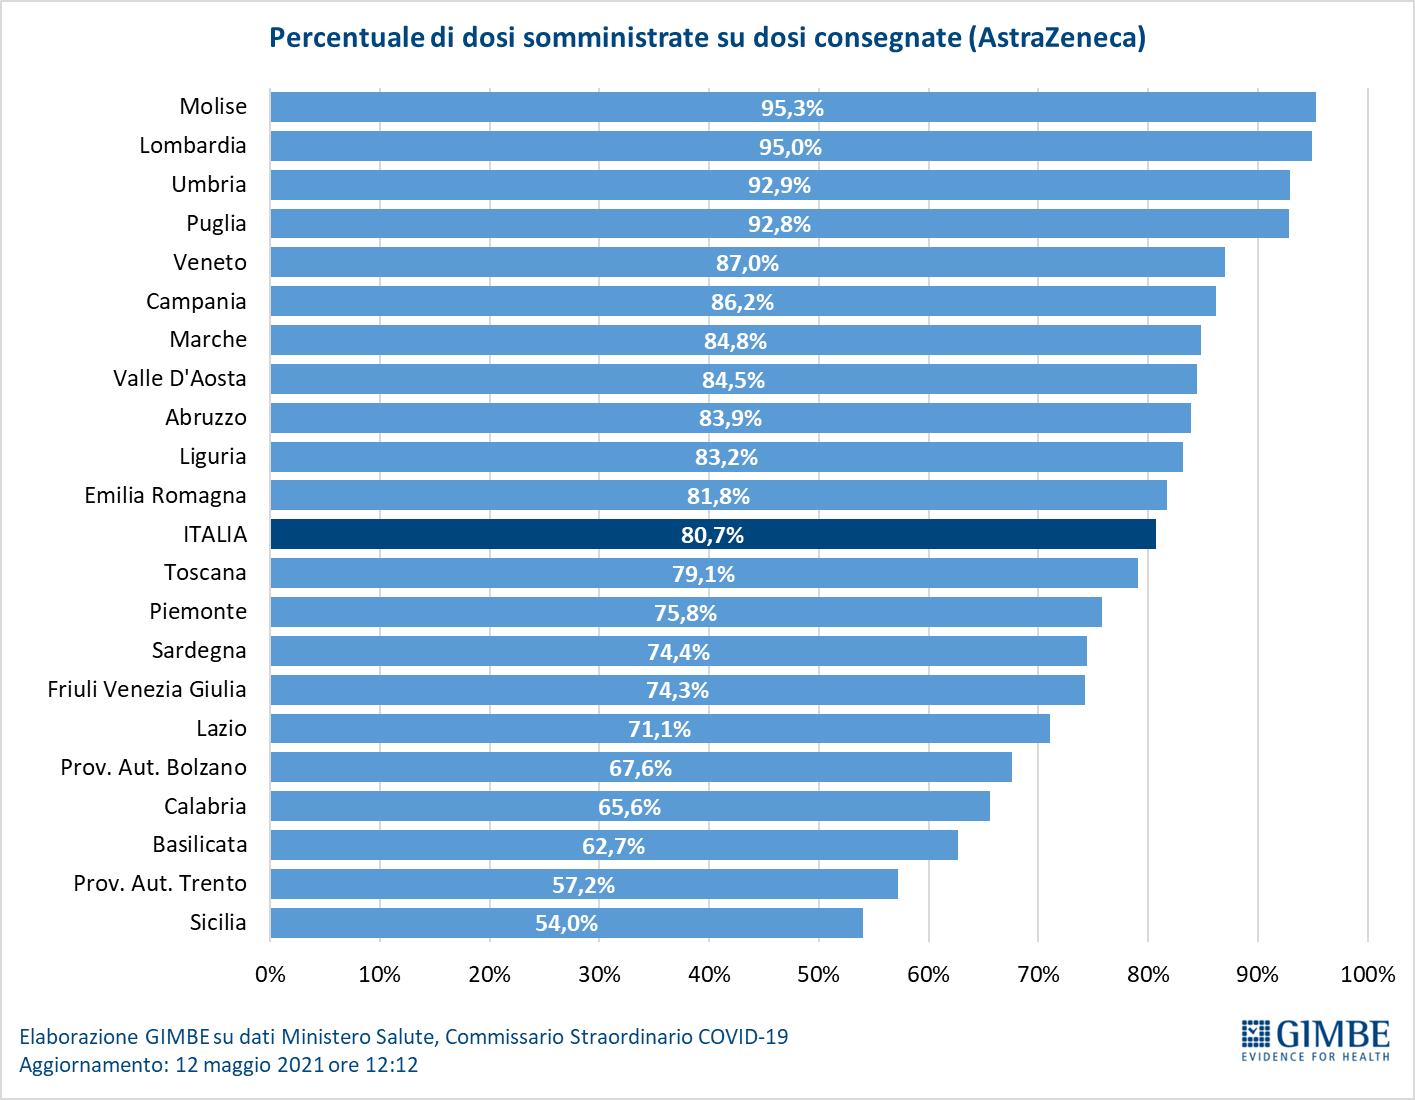 Percentuale di dosi somministrate su dosi consegnate (AstraZeneca)
Molise 95,3%
Lombardia 95,0%
Umbria 92,9%
Puglia 92,8%
Veneto 87,0%
Campania 86,2%
Marche 84,8%
Valle D'Aosta 84,5%
Abruzzo 83,9%
Liguria 83,2%
Emilia Romagna 81,8%
ITALIA 80,7%
Toscana 79,1%
Piemonte 75,8%
Sardegna 74,4%
Friuli Venezia Giulia 74,3%
Lazio 71,1%
Prov. Aut. Bolzano 67,6%
Calabria 65,6%
Basilicata 62,7%
Prov. Aut. Trento 57,2%
Sicilia 54,0%
0% 10% 20% 30% 40% 50% 60% 70% 80% 90% 100%
Elaborazione GIMBE su dati Ministero Salute, Commissario Straordinario COVID-19
Aggiornamento: 12 maggio 2021 ore 12:12
GIMBE
EVIDENCE FOR HEALTH